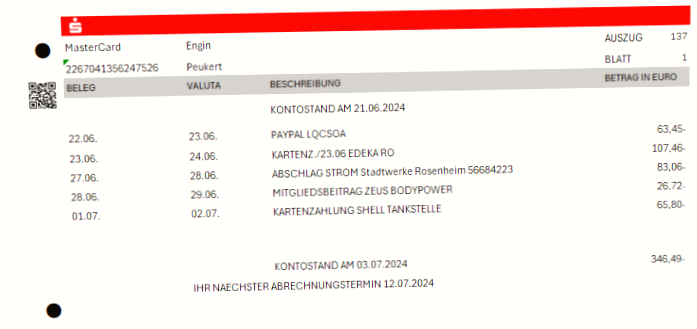 MasterCard Engin AUSZUG 137
2267041356247526 Peukert BLATT 1
BELEG VALUTA BESCHREIBUNG BETRAG IN EURO
KONTOSTAND AM 21.06.2024
22.06. 23.06. PAYPAL LQCSOA 63,45-
23.06. 24.06. KARTENZ./23.06 EDEKA RO 107,46-
27.06. 28.06. ABSCHLAG STROM Stadtwerke Rosenheim 56684223 83,06-
28.06. 29.06. MITGLIEDSBEITRAG ZEUS BODYPOWER 26,72-
01.07. 02.07. KARTENZAHLUNG SHELL TANKSTELLE 65,80-
KONTOSTAND AM 03.07.2024 346,49-
IHR NAECHSTER ABRECHNUNGSTERMIN 12.07.2024